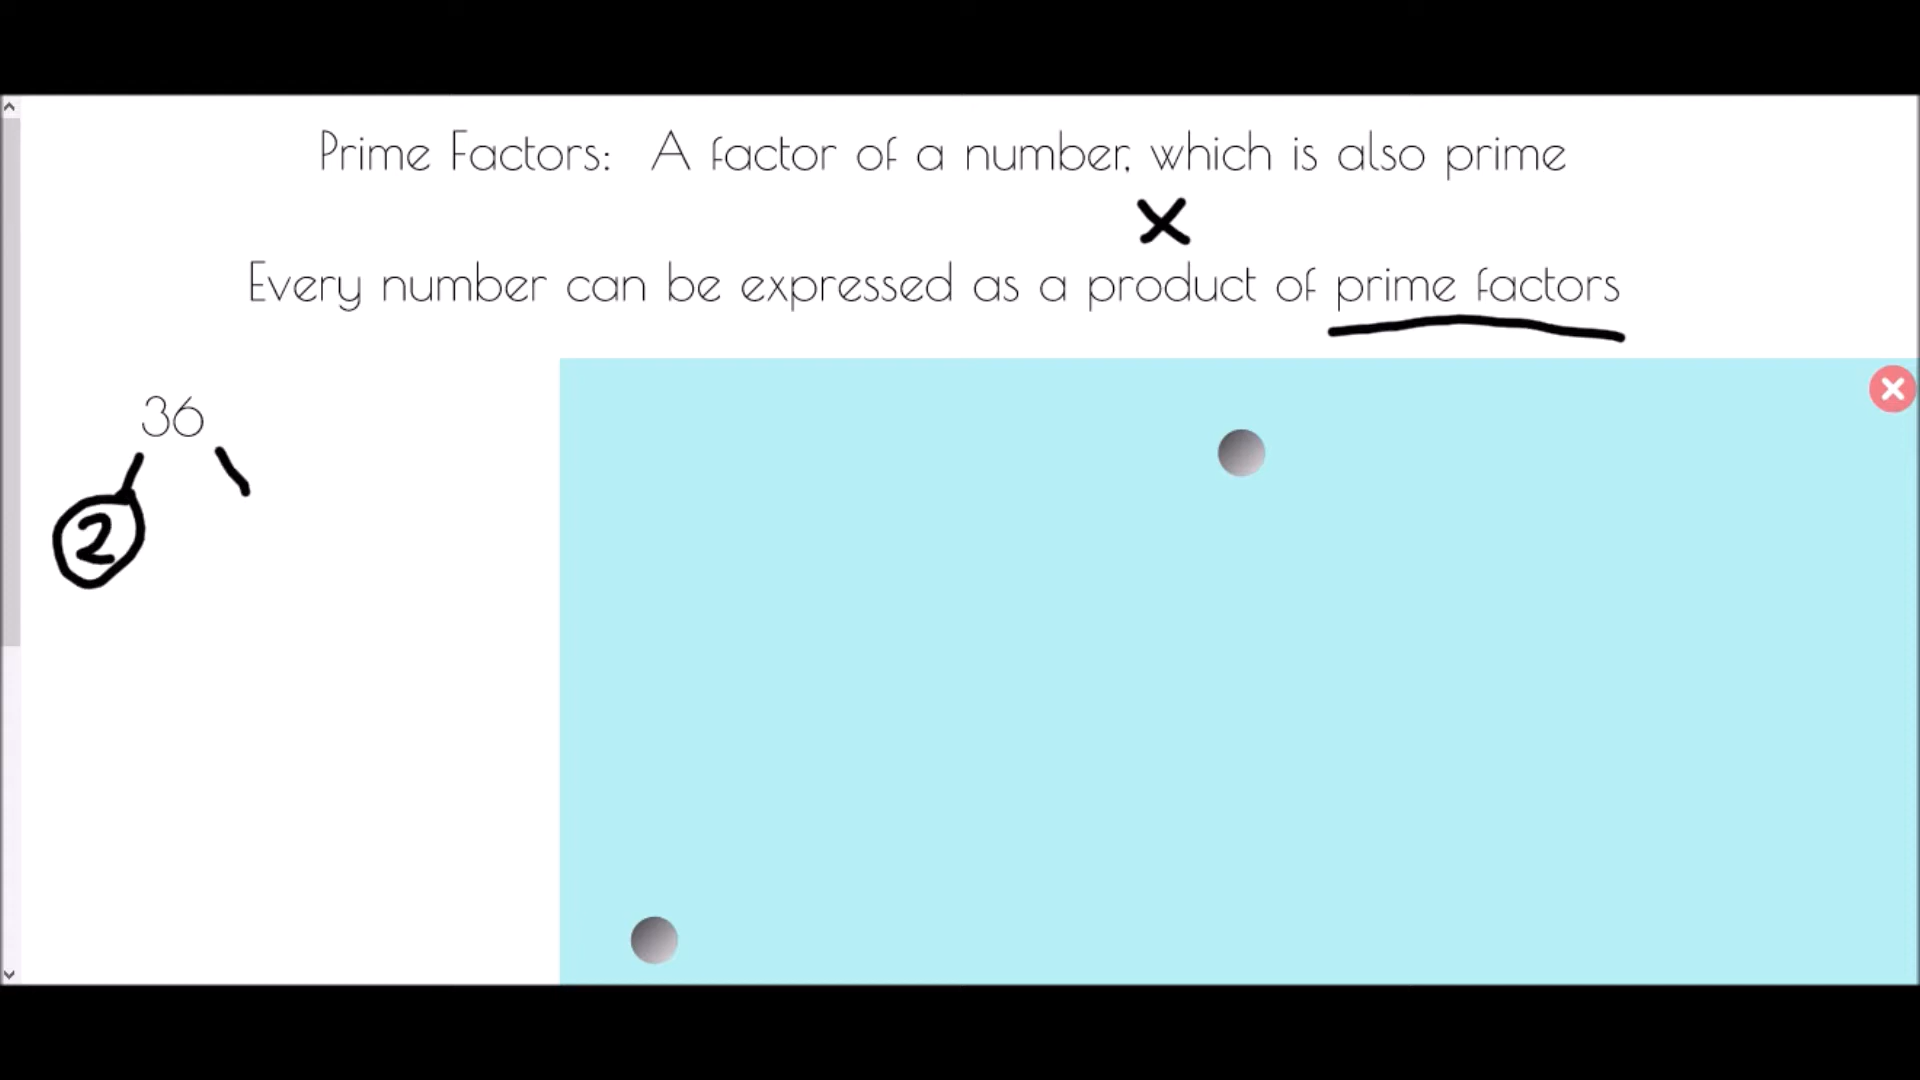 Prime Factors: A factor of a number, which is also prime
×
Every number can be expressed as a product of prime factors
36
2